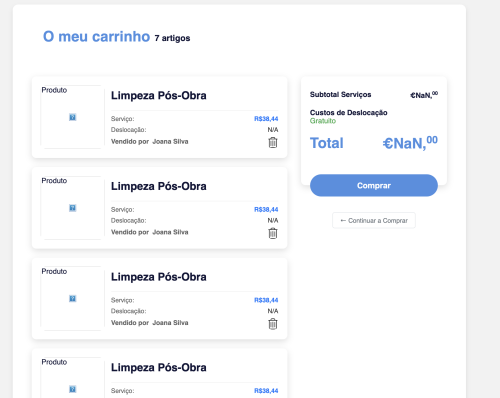 O meu carrinho 7 artigos
Produto
Limpeza Pós-Obra
Serviço: R$38,44
Deslocação: N/A
Vendido por Joana Silva
Produto
Limpeza Pós-Obra
Serviço: R$38,44
Deslocação: N/A
Vendido por Joana Silva
Produto
Limpeza Pós-Obra
Serviço: R$38,44
Deslocação: N/A
Vendido por Joana Silva
Produto
Limpeza Pós-Obra
Serviço: R$38,44
Subtotal Serviços €NaN,00
Custos de Deslocação
Gratuito
Total €NaN,00
Comprar
← Continuar a Comprar